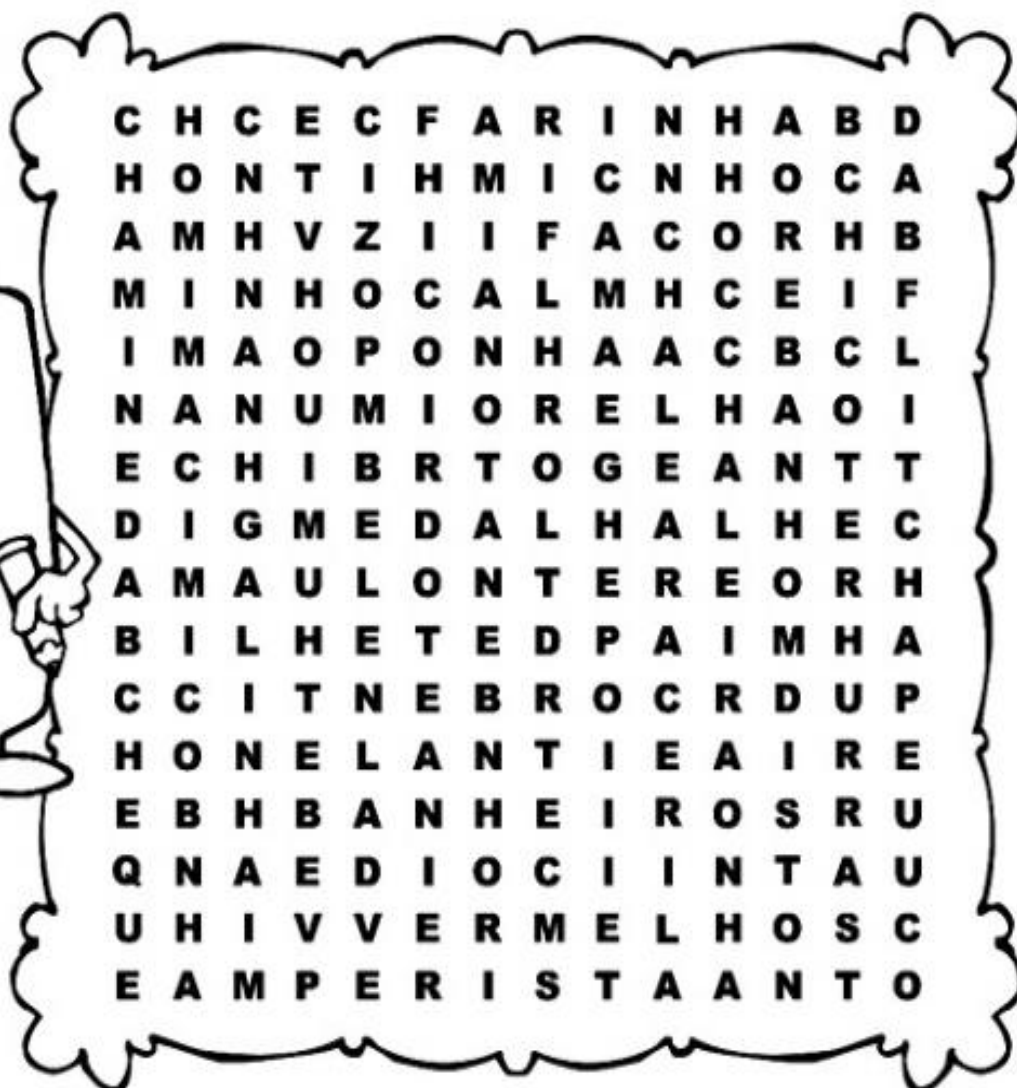 C H C E C F A R I N H A B D
H O N T I H M I C N H O C A
A M H V Z I I F A C O R H B
M I N H O C A L M H C E I F
I M A O P O N H A A C B C L
N A N U M I O R E L H A O I
E C H I B R T O G E A N T T
D I G M E D A L H A L H E C
A M A U L O N T E R E O R H
B I L H E T E D P A I M H A
C C I T N E B R O C R D U P
H O N E L A N T I E A I R E
E B H B A N H E I R O S R U
Q N A E D I O C I I N T A U
U H I V V E R M E L H O S C
E A M P E R I S T A A N T O